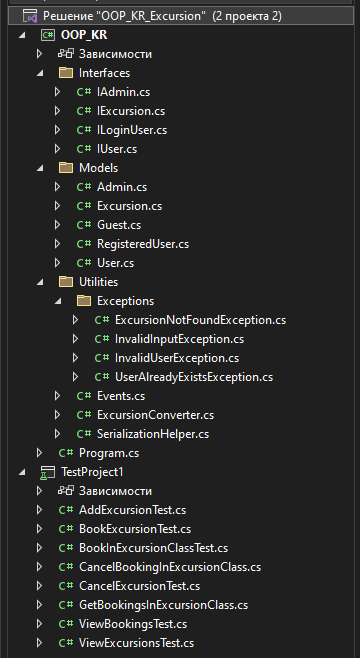 Решение "OOP_KR_Excursion" (2 проекта 2)
C# OOP_KR
Зависимости
Interfaces
C# IAdmin.cs
C# IExcursion.cs
C# ILoginUser.cs
C# IUser.cs
Models
C# Admin.cs
C# Excursion.cs
C# Guest.cs
C# RegisteredUser.cs
C# User.cs
Utilities
Exceptions
C# ExcursionNotFoundException.cs
C# InvalidInputException.cs
C# InvalidUserException.cs
C# UserAlreadyExistsException.cs
C# Events.cs
C# ExcursionConverter.cs
C# SerializationHelper.cs
C# Program.cs
TestProject1
Зависимости
C# AddExcursionTest.cs
C# BookExcursionTest.cs
C# BookInExcursionClassTest.cs
C# CancelBookingInExcursionClass.cs
C# CancelExcursionTest.cs
C# GetBookingsInExcursionClass.cs
C# ViewBookingsTest.cs
C# ViewExcursionsTest.cs